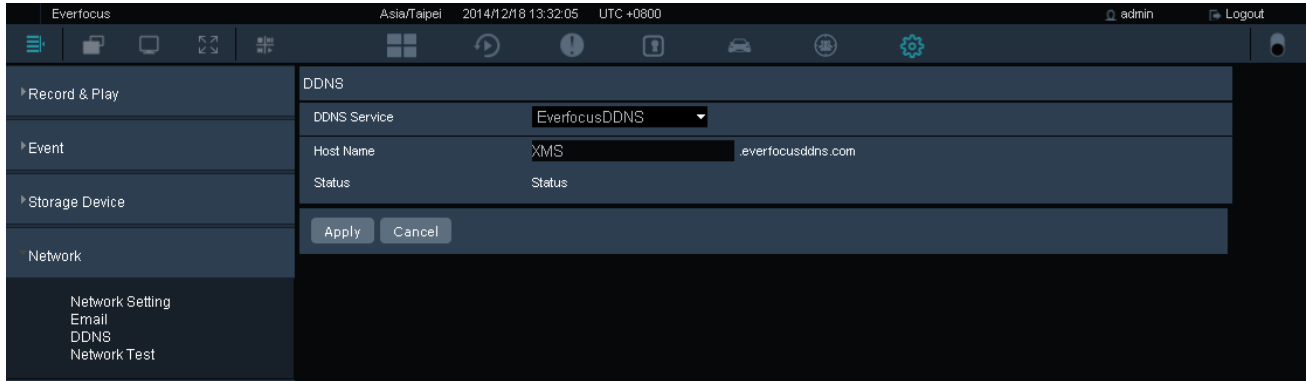 Everfocus Asia/Taipei 2014/12/18 13:32:05 UTC +0800 admin Logout
Record & Play
Event
Storage Device
Network
Network Setting
Email
DDNS
Network Test
DDNS
DDNS Service EverfocusDDNS
Host Name XMS .everfocusddns.com
Status Status
Apply Cancel